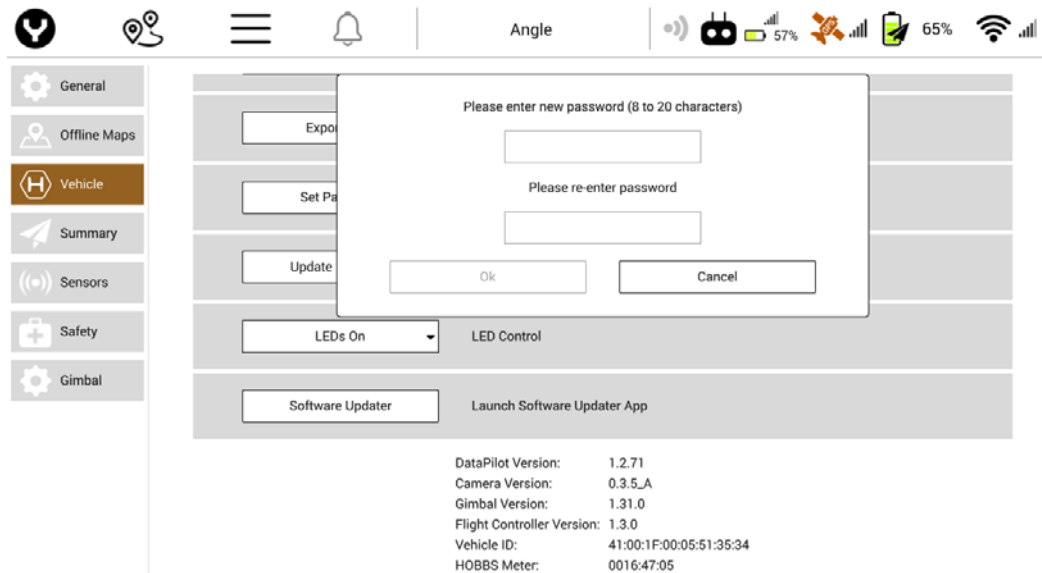 Angle
57%
65%
General
Offline Maps
Vehicle
Summary
Sensors
Safety
Gimbal
Please enter new password (8 to 20 characters)
Please re-enter password
Ok
Cancel
Expo
Set Pa
Update
LEDs On
LED Control
Software Updater
Launch Software Updater App
DataPilot Version: 1.2.71
Camera Version: 0.3.5_A
Gimbal Version: 1.31.0
Flight Controller Version: 1.3.0
Vehicle ID: 41:00:1F:00:05:51:35:34
HOBBS Meter: 0016:47:05